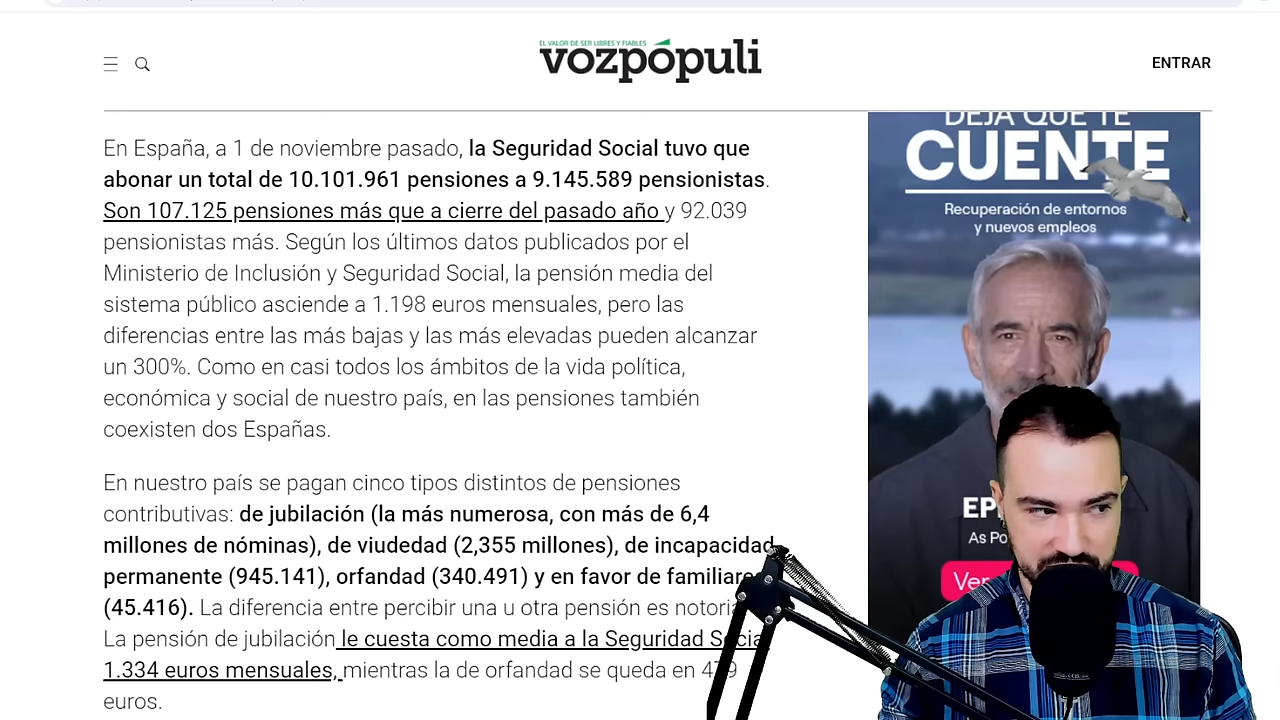 EL VALOR DE SER LIBRES Y FIABLES
vozpópuli
ENTRAR
En España, a 1 de noviembre pasado, la Seguridad Social tuvo que
abonar un total de 10.101.961 pensiones a 9.145.589 pensionistas.
Son 107.125 pensiones más que a cierre del pasado año y 92.039
pensionistas más. Según los últimos datos publicados por el
Ministerio de Inclusión y Seguridad Social, la pensión media del
sistema público asciende a 1.198 euros mensuales, pero las
diferencias entre las más bajas y las más elevadas pueden alcanzar
un 300%. Como en casi todos los ámbitos de la vida política,
económica y social de nuestro país, en las pensiones también
coexisten dos Españas.
En nuestro país se pagan cinco tipos distintos de pensiones
contributivas: de jubilación (la más numerosa, con más de 6,4
millones de nóminas), de viudedad (2,355 millones), de incapacidad
permanente (945.141), orfandad (340.491) y en favor de familiares
(45.416). La diferencia entre percibir una u otra pensión es notoria.
La pensión de jubilación le cuesta como media a la Seguridad Social
1.334 euros mensuales, mientras la de orfandad se queda en 479
euros.
DEJA QUE TE
CUENTE
Recuperación de entornos
y nuevos empleos
As Po
Ver